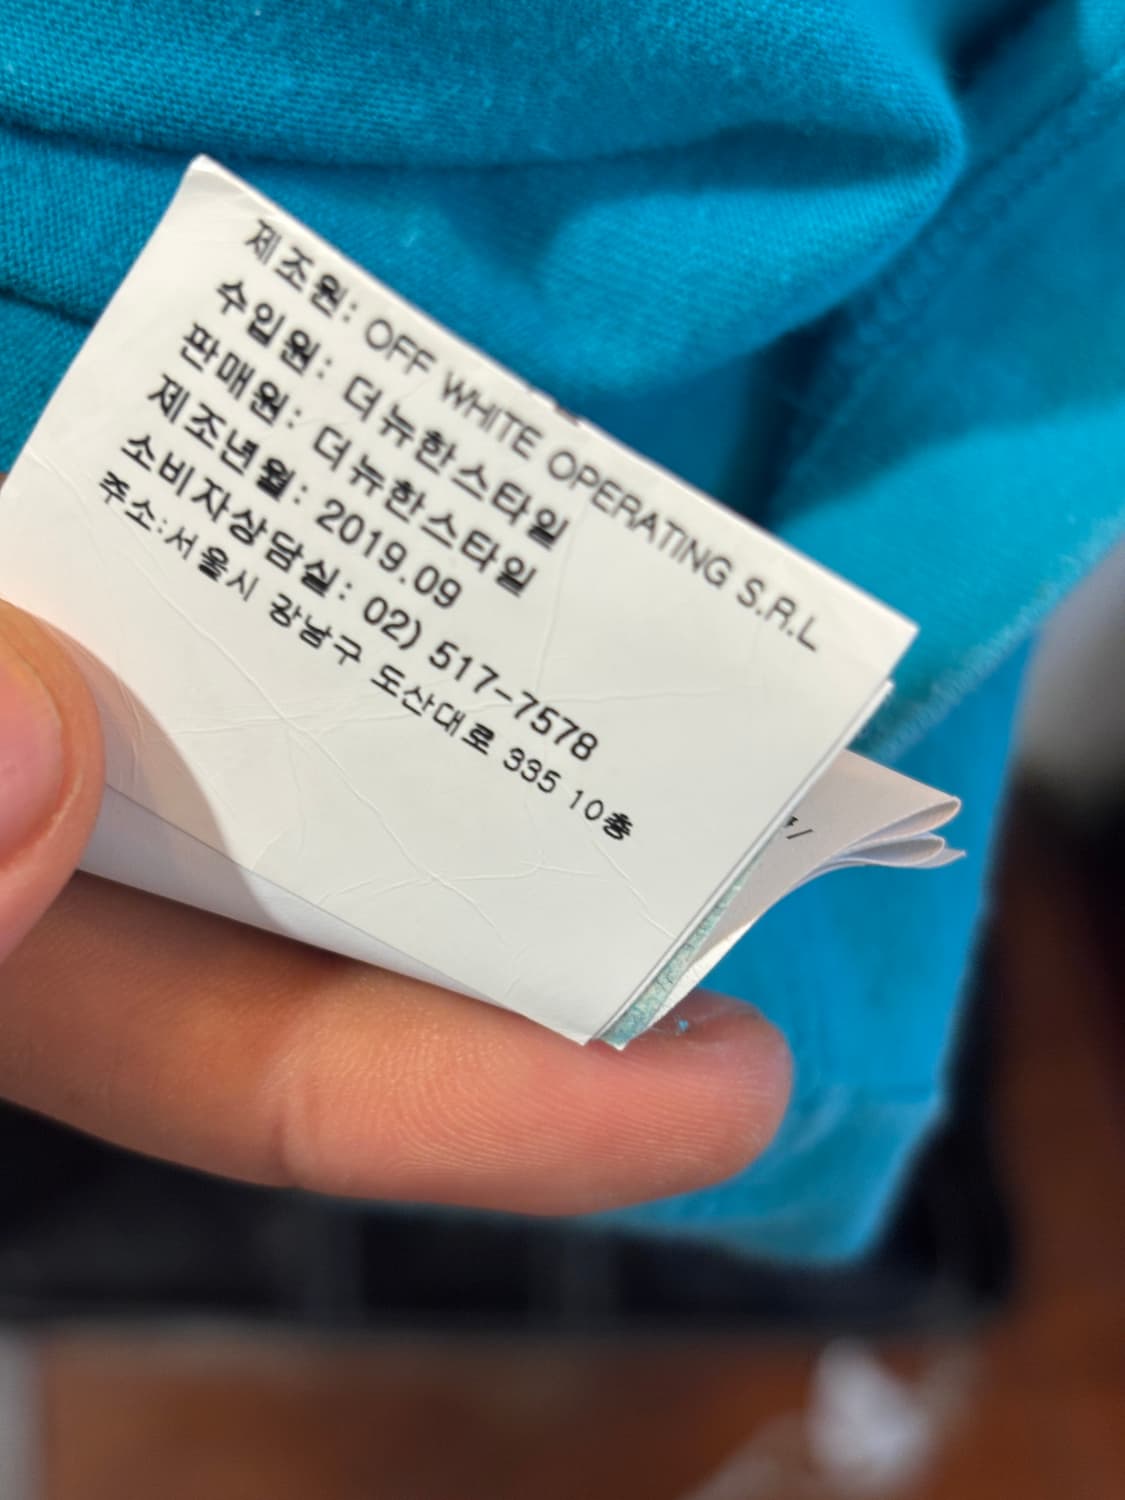 제조원: OFF WHITE OPERATING S.R.L
수입원: 더뉴한스타일
판매원: 더뉴한스타일
제조년월: 2019.09
소비자상담실: 02) 517-7578
주소:서울시 강남구 도산대로 335 10층